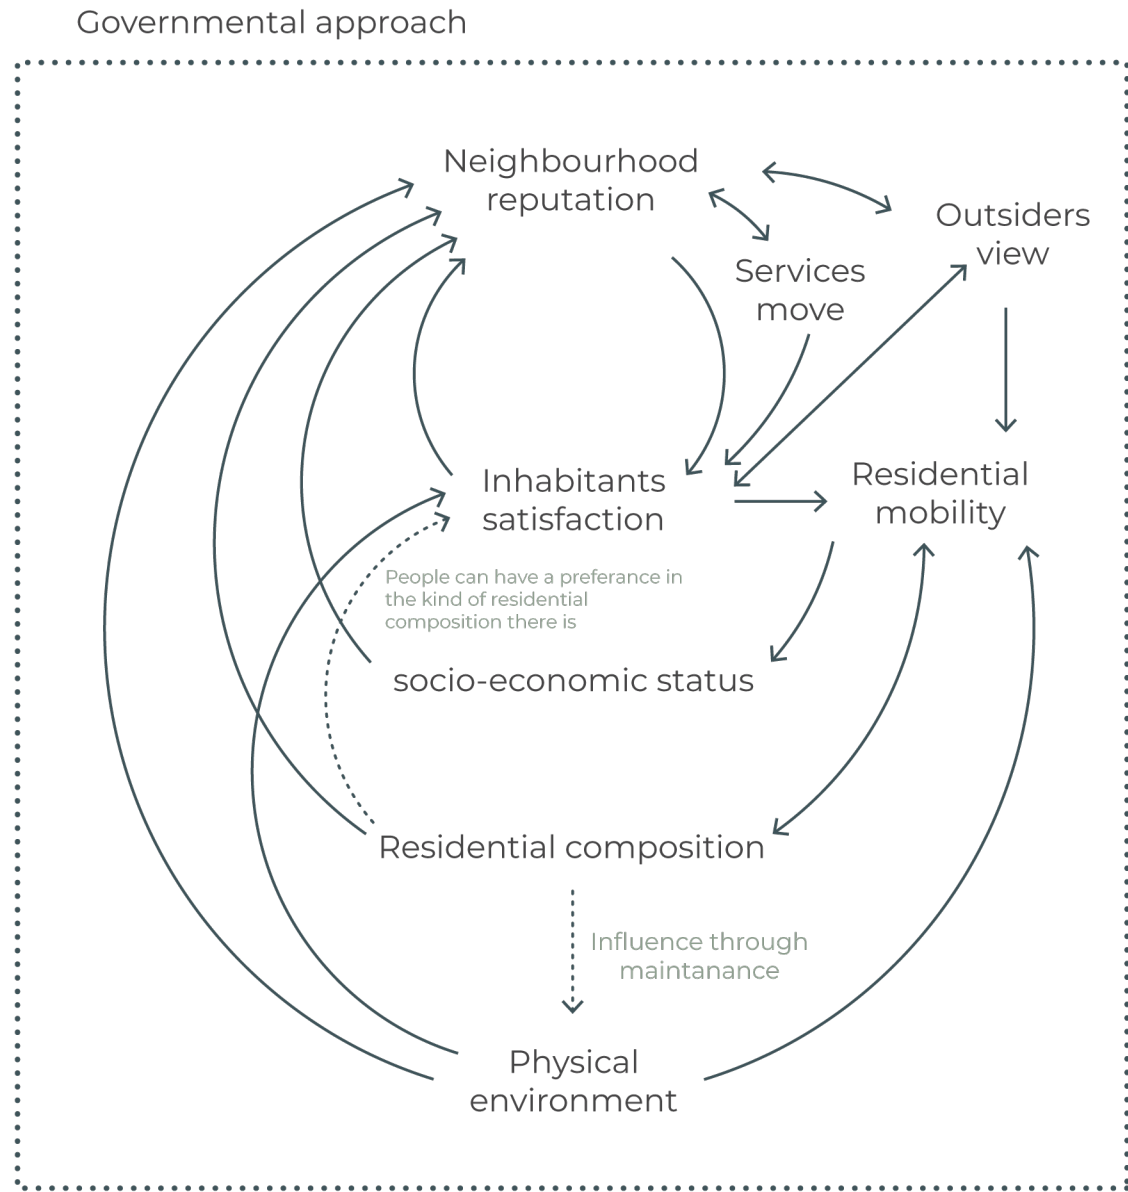 Governmental approach
Neighbourhood
reputation
Outsiders
view
Services
move
Inhabitants
satisfaction
Residential
mobility
People can have a preferance in
the kind of residential
composition there is
socio-economic status
Residential composition
Influence through
maintanance
Physical
environment